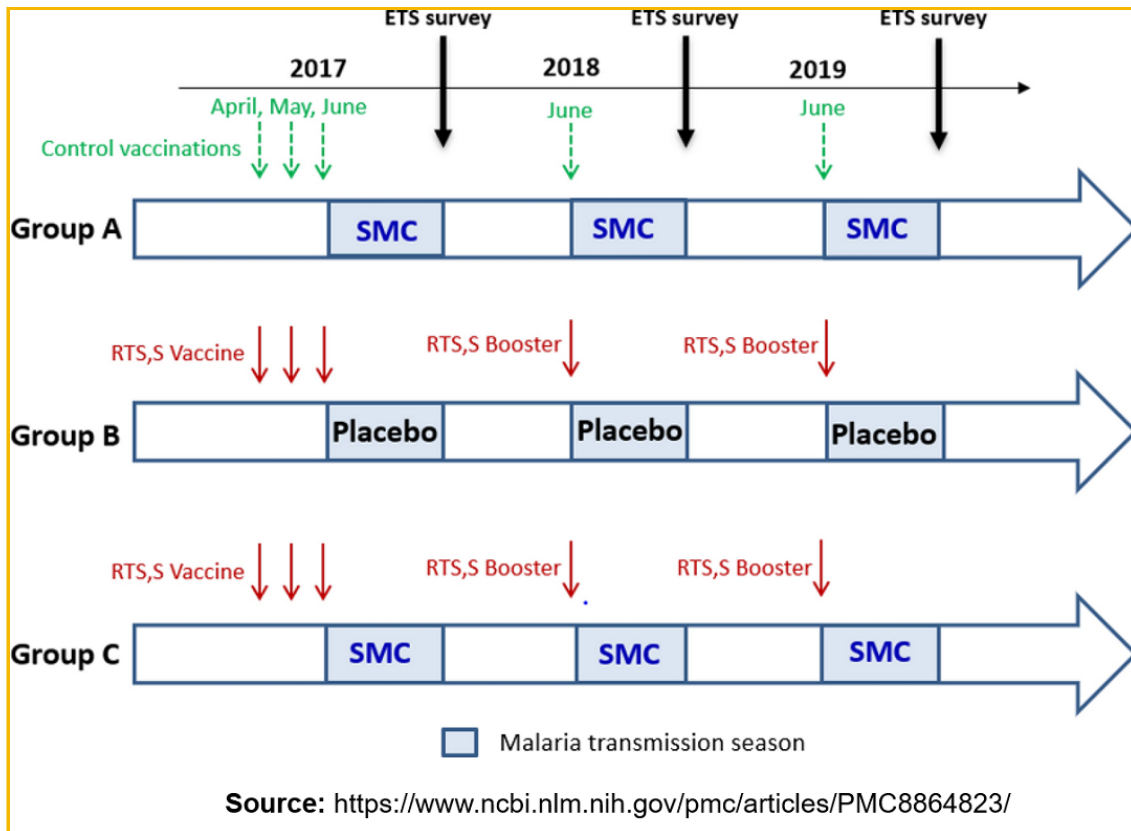 ETS survey ETS survey ETS survey
2017 2018 2019
April, May, June June June
Control vaccinations
Group A SMC SMC SMC
RTS,S Vaccine RTS,S Booster RTS,S Booster
Group B Placebo Placebo Placebo
RTS,S Vaccine RTS,S Booster RTS,S Booster
Group C SMC SMC SMC
Malaria transmission season
Source: https://www.ncbi.nlm.nih.gov/pmc/articles/PMC8864823/